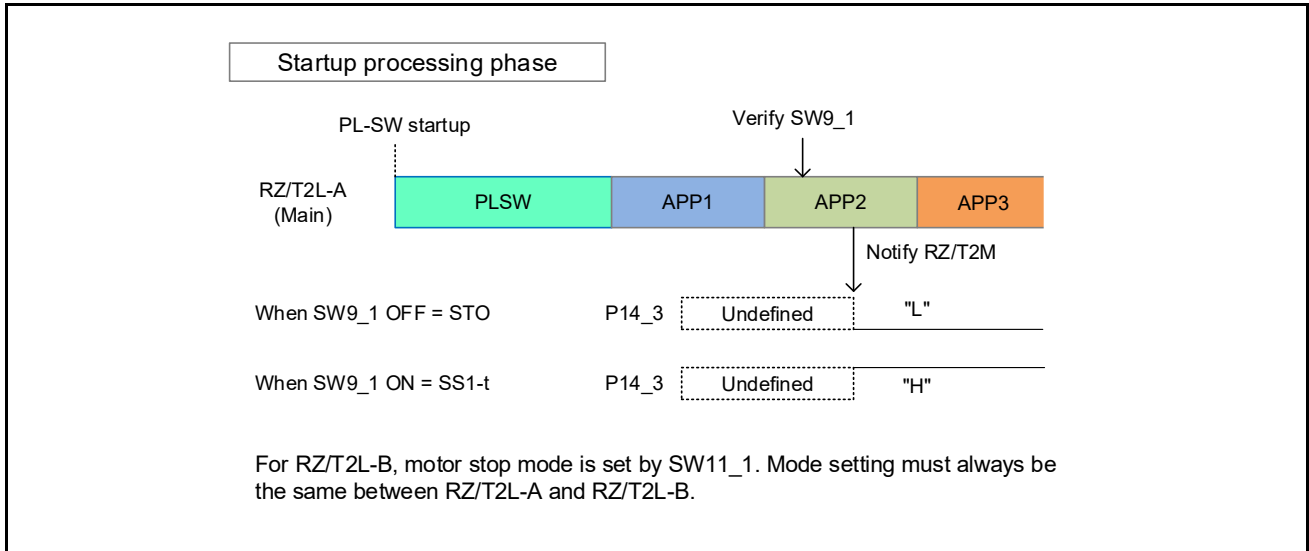 Startup processing phase
PL-SW startup
Verify SW9_1
RZ/T2L-A
(Main)
PLSW
APP1
APP2
APP3
Notify RZ/T2M
When SW9_1 OFF = STO
P14_3
Undefined
"L"
When SW9_1 ON = SS1-t
P14_3
Undefined
"H"
For RZ/T2L-B, motor stop mode is set by SW11_1. Mode setting must always be
the same between RZ/T2L-A and RZ/T2L-B.